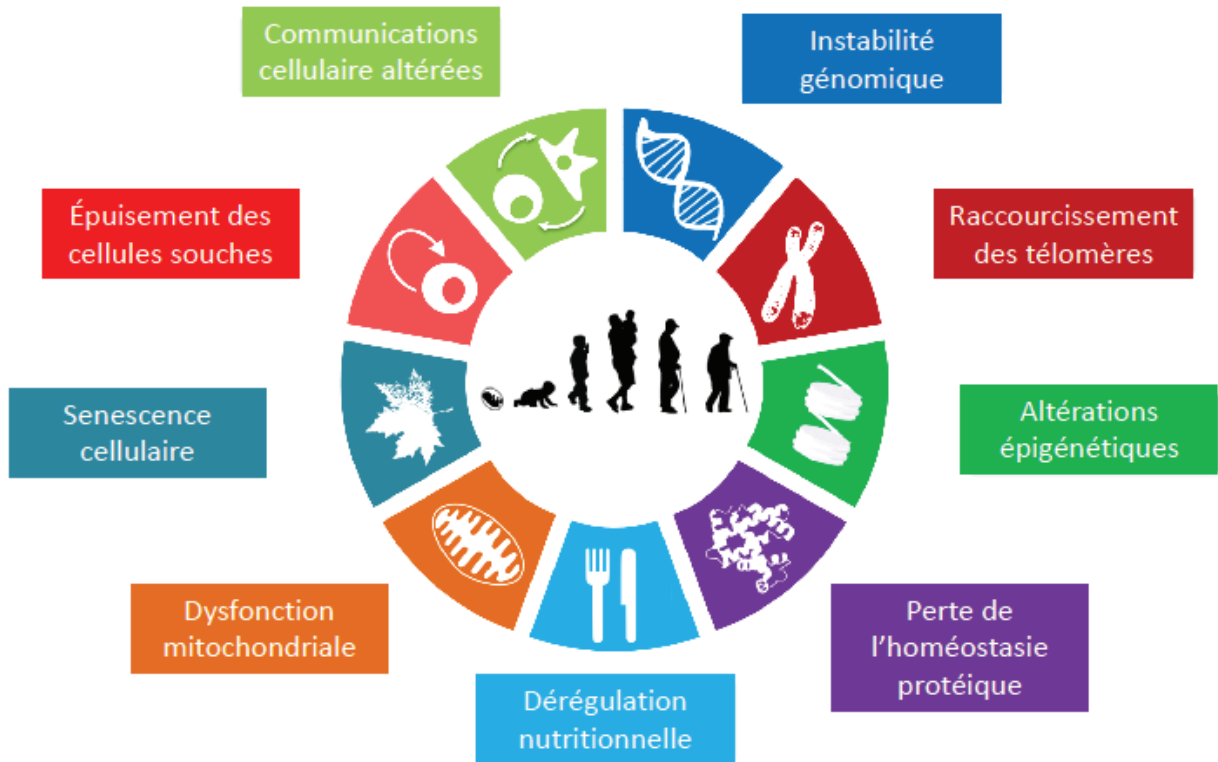 Communications
cellulaire altérées
Instabilité
génomique
Épuisement des
cellules souches
Raccourcissement
des télomères
Senescence
cellulaire
Altérations
épigénétiques
Dysfonction
mitochondriale
Perte de
l’homéostasie
protéique
Dérégulation
nutritionnelle